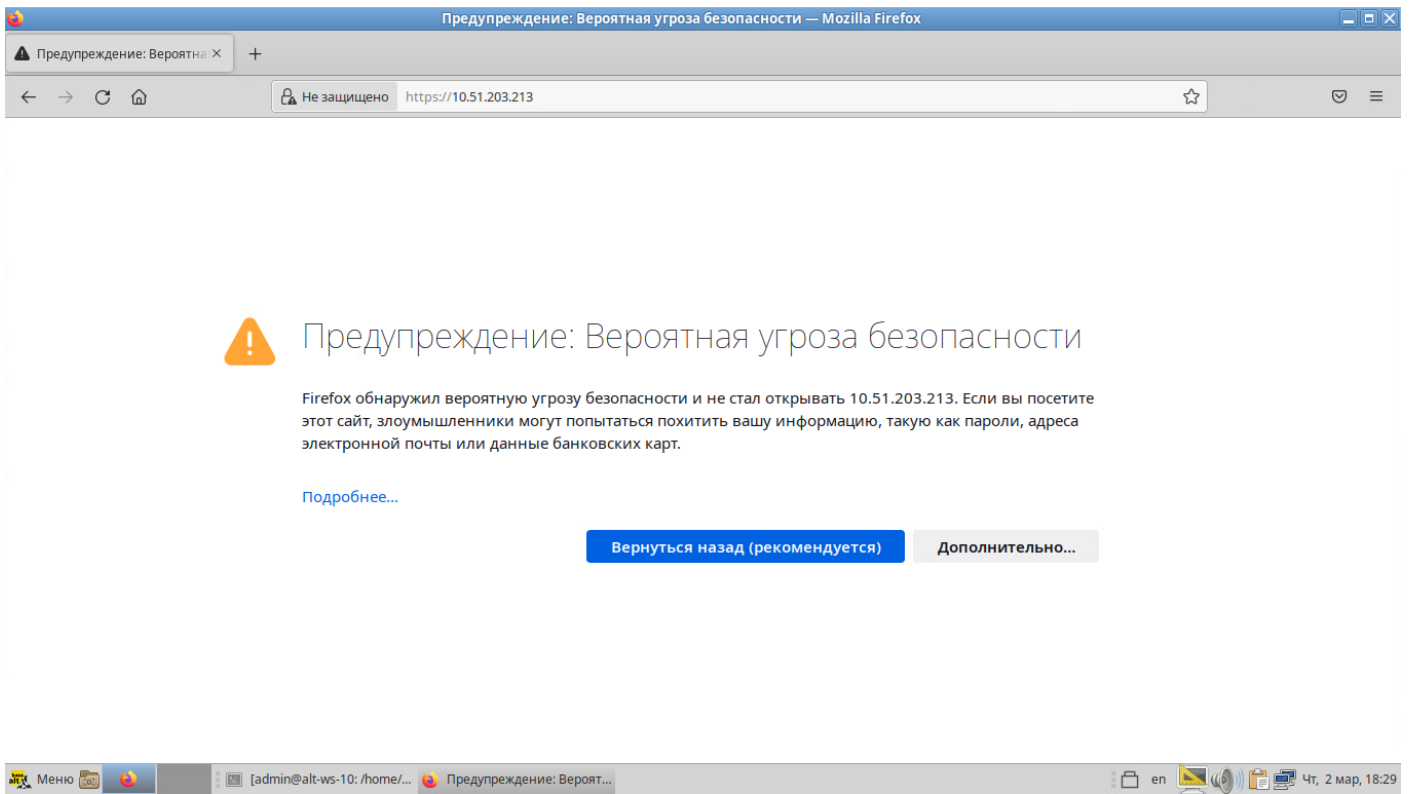 Предупреждение: Вероятная угроза безопасности — Mozilla Firefox
Предупреждение: Вероятна
Не защищено https://10.51.203.213
Предупреждение: Вероятная угроза безопасности
Firefox обнаружил вероятную угрозу безопасности и не стал открывать 10.51.203.213. Если вы посетите
этот сайт, злоумышленники могут попытаться похитить вашу информацию, такую как пароли, адреса
электронной почты или данные банковских карт.
Подробнее...
Вернуться назад (рекомендуется) Дополнительно...
Меню [admin@alt-ws-10: /home/... Предупреждение: Вероят... en Чт, 2 мар, 18:29